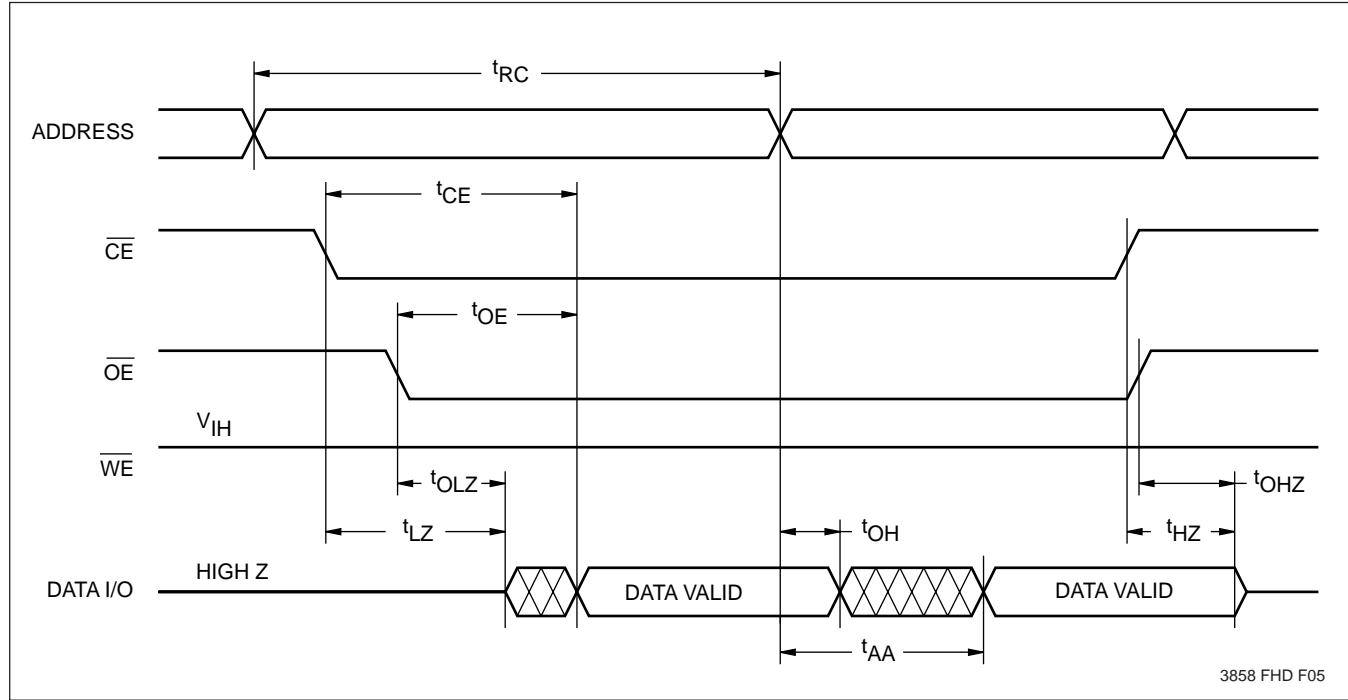 tRC
ADDRESS
tCE
CE
tOE
OE
VIH
WE
tOLZ
tOHZ
tLZ
tOH
tHZ
HIGH Z
DATA I/O
DATA VALID
DATA VALID
tAA
3858 FHD F05